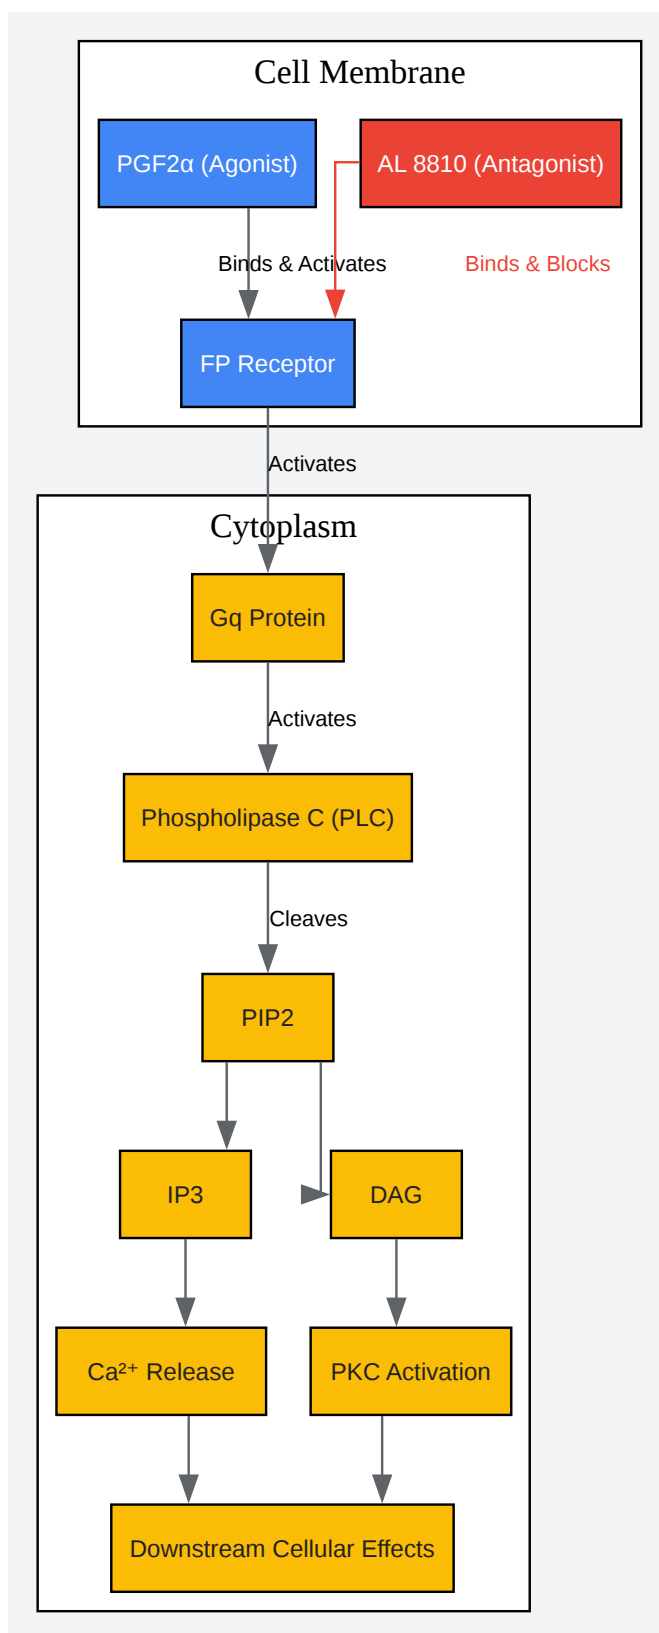 Cell Membrane
PGF2α (Agonist)
AL 8810 (Antagonist)
Binds & Activates
Binds & Blocks
FP Receptor
Activates
Cytoplasm
Gq Protein
Activates
Phospholipase C (PLC)
Cleaves
PIP2
IP3
DAG
Ca²⁺ Release
PKC Activation
Downstream Cellular Effects